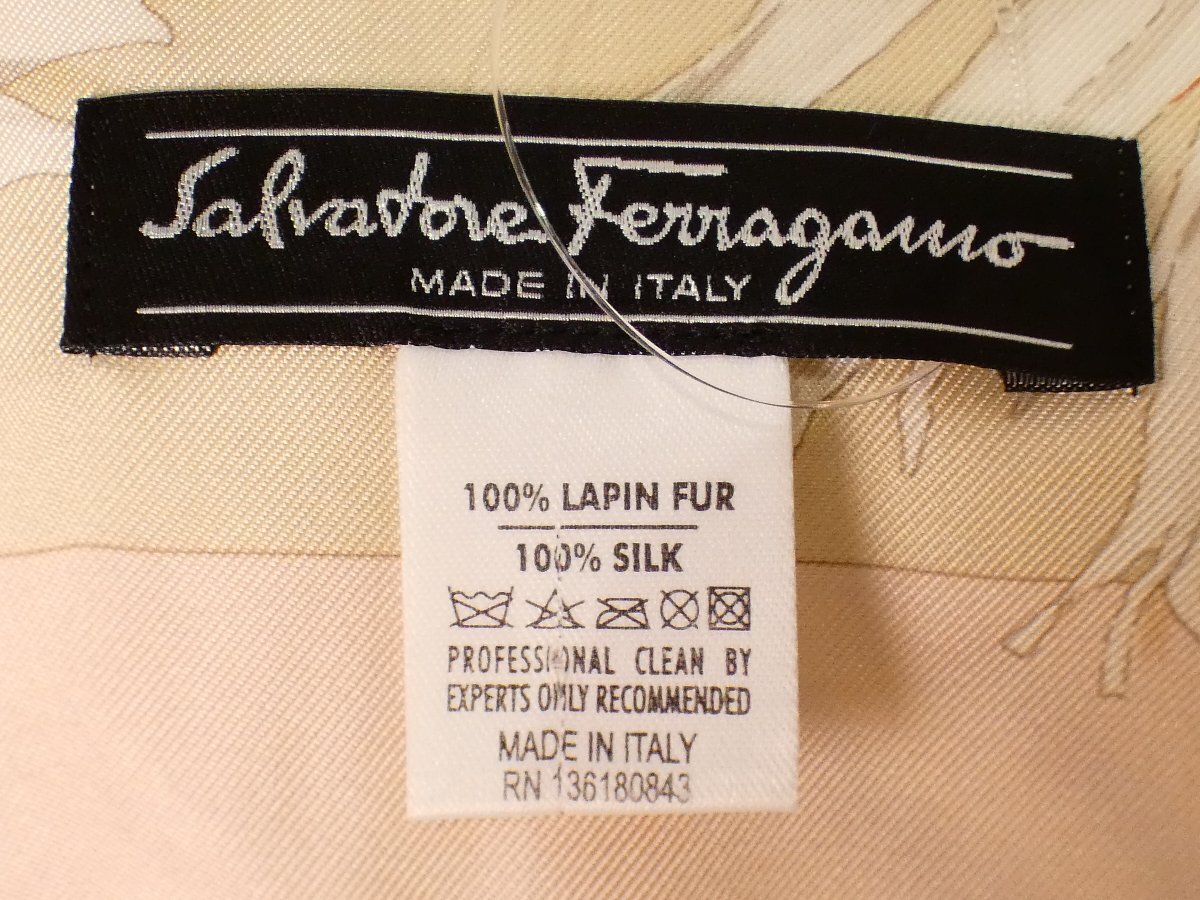 Salvatore Ferragamo
MADE IN ITALY
100% LAPIN FUR
100% SILK
PROFESSIONAL CLEAN BY
EXPERTS ONLY RECOMMENDED
MADE IN ITALY
RN 136180843